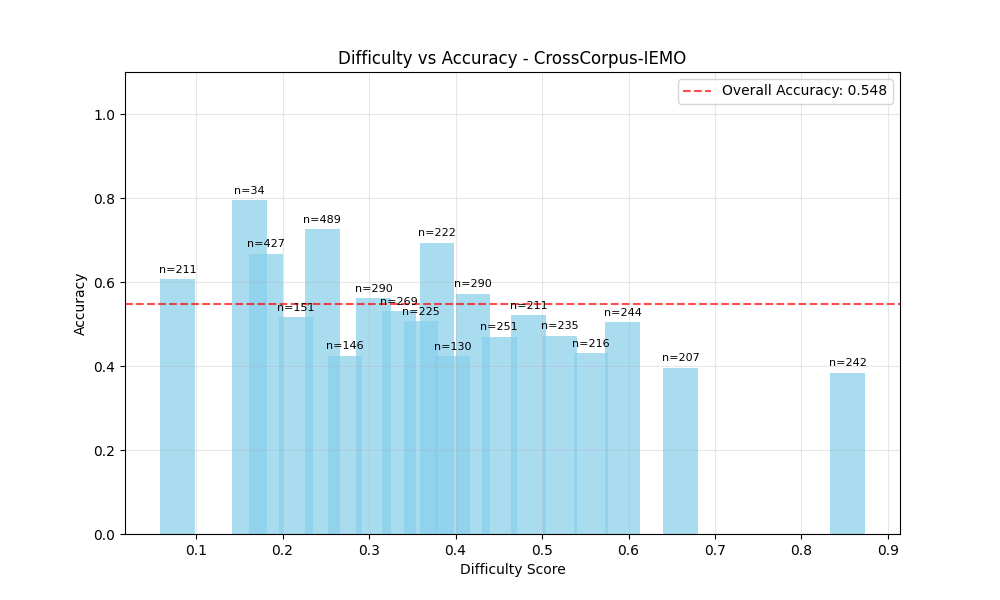 Difficulty vs Accuracy - CrossCorpus-IEMO
Overall Accuracy: 0.548
Accuracy
1.0
0.8
0.6
0.4
0.2
0.0
n=211
n=34
n=427
n=151
n=489
n=146
n=290
n=269
n=225
n=222
n=130
n=290
n=251
n=211
n=235
n=216
n=244
n=207
n=242
0.1 0.2 0.3 0.4 0.5 0.6 0.7 0.8 0.9
Difficulty Score